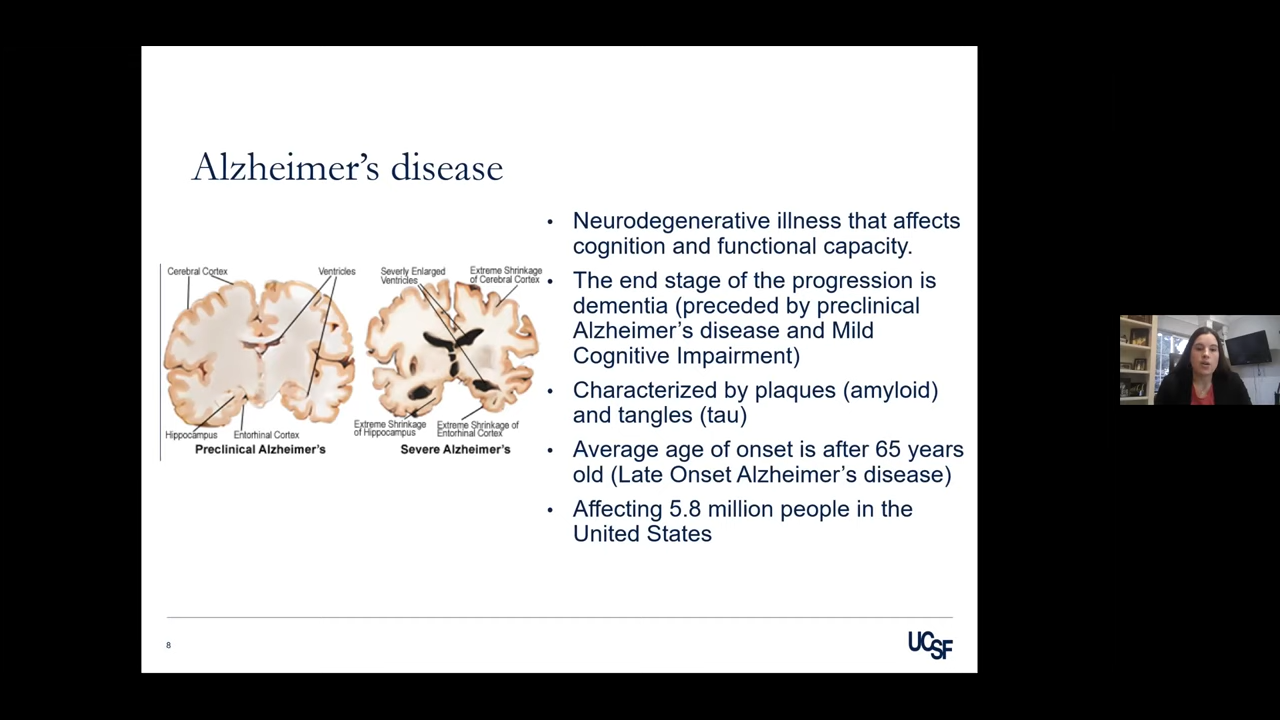 Alzheimer's disease
• Neurodegenerative illness that affects
cognition and functional capacity.
• The end stage of the progression is
dementia (preceded by preclinical
Alzheimer's disease and Mild
Cognitive Impairment)
• Characterized by plaques (amyloid)
and tangles (tau)
• Average age of onset is after 65 years
old (Late Onset Alzheimer's disease)
• Affecting 5.8 million people in the
United States
Cerebral Cortex
Ventricles
Hippocampus
Entorhinal Cortex
Preclinical Alzheimer's
Severly Enlarged
Ventricles
Extreme Shrinkage
of Cerebral Cortex
Extreme Shrinkage
of Hippocampus
Extreme Shrinkage of
Entorhinal Cortex
Severe Alzheimer's
8
UCSF